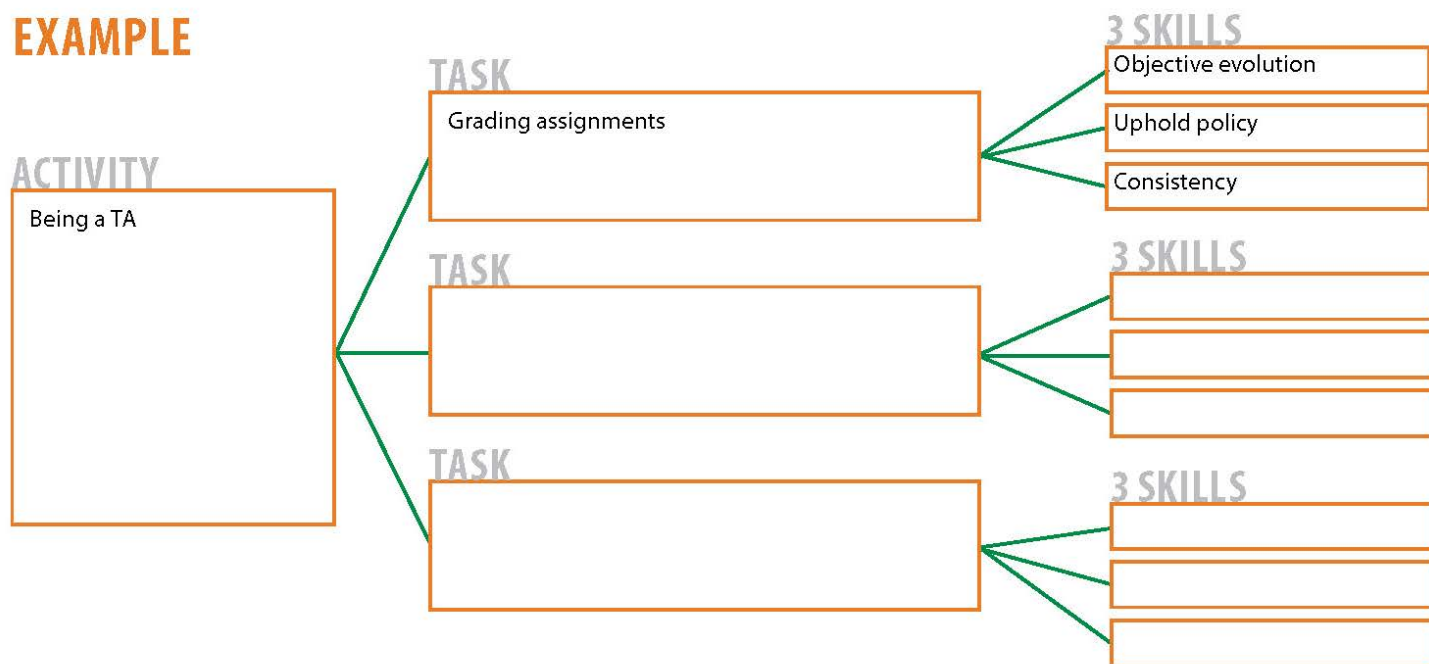 EXAMPLE
ACTIVITY
Being a TA
TASK
Grading assignments
3 SKILLS
Objective evolution
Uphold policy
Consistency
TASK
3 SKILLS
TASK
3 SKILLS